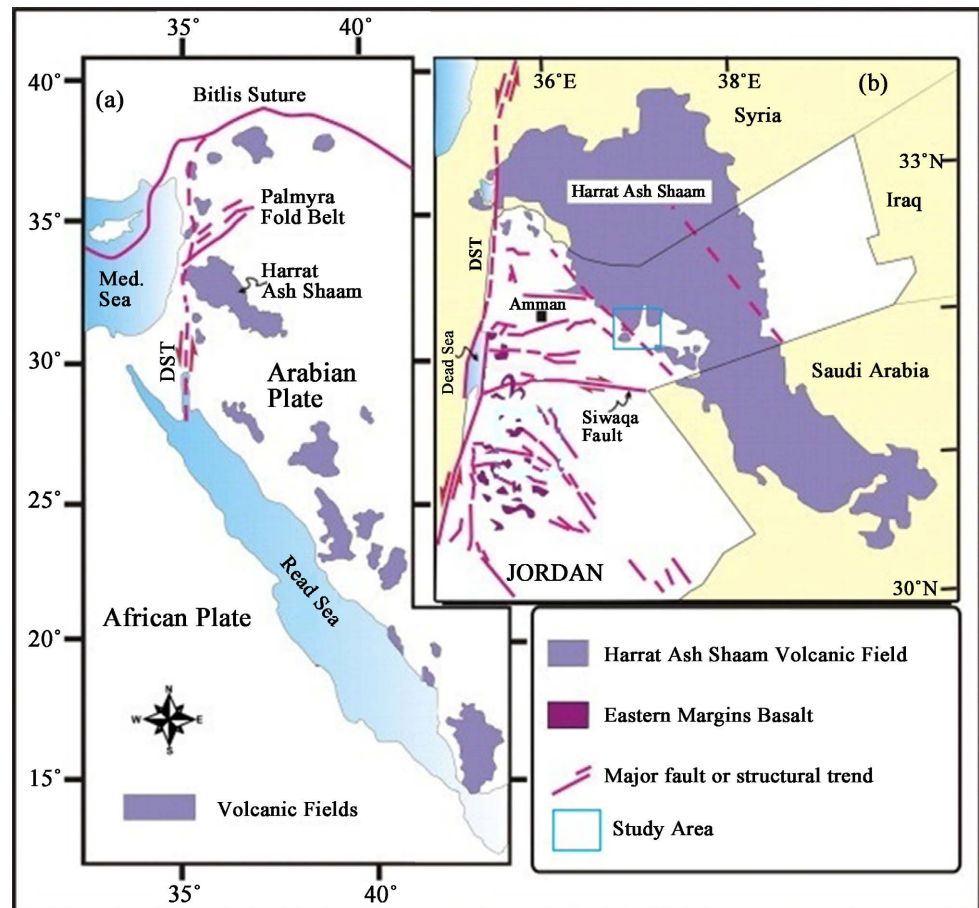 35˚
40˚
40˚
(a)
Bitlis Suture
35˚
Palmyra
Fold Belt
Med.
Sea
Harrat
Ash Shaam
30˚
DST
Arabian
Plate
25˚
Read Sea
African Plate
20˚
N
W
E
S
15˚
Volcanic Fields
35˚
40˚
36˚E
38˚E
(b)
Syria
33˚N
Harrat Ash Shaam
Iraq
DST
Amman
Dead Sea
Saudi Arabia
Siwaqa
Fault
JORDAN
30˚N
Harrat Ash Shaam Volcanic Field
Eastern Margins Basalt
Major fault or structural trend
Study Area